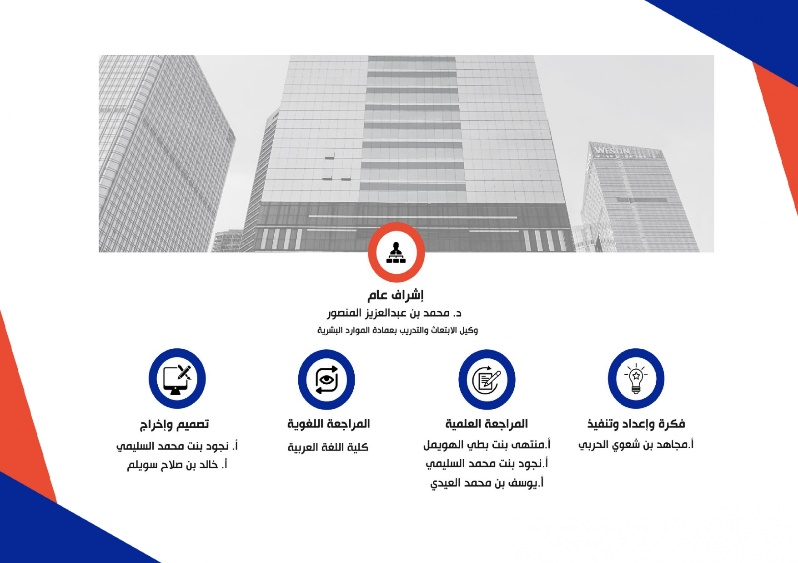 إشراف عام
د. محمد بن عبدالعزيز المنصور
وكيل الابتعاث والتدريب بعمادة الموارد البشرية
فكرة وإعداد وتنفيذ
أ.مجاهد بن شعوي الحربي
المراجعة العلمية
أ.منتهى بنت بطي الهويمل
أ.نجود بنت محمد السليمي
أ.يوسف بن محمد العيدي
المراجعة اللغوية
كلية اللغة العربية
تصميم وإخراج
أ. نجود بنت محمد السليمي
أ. خالد بن صلاح سويلم